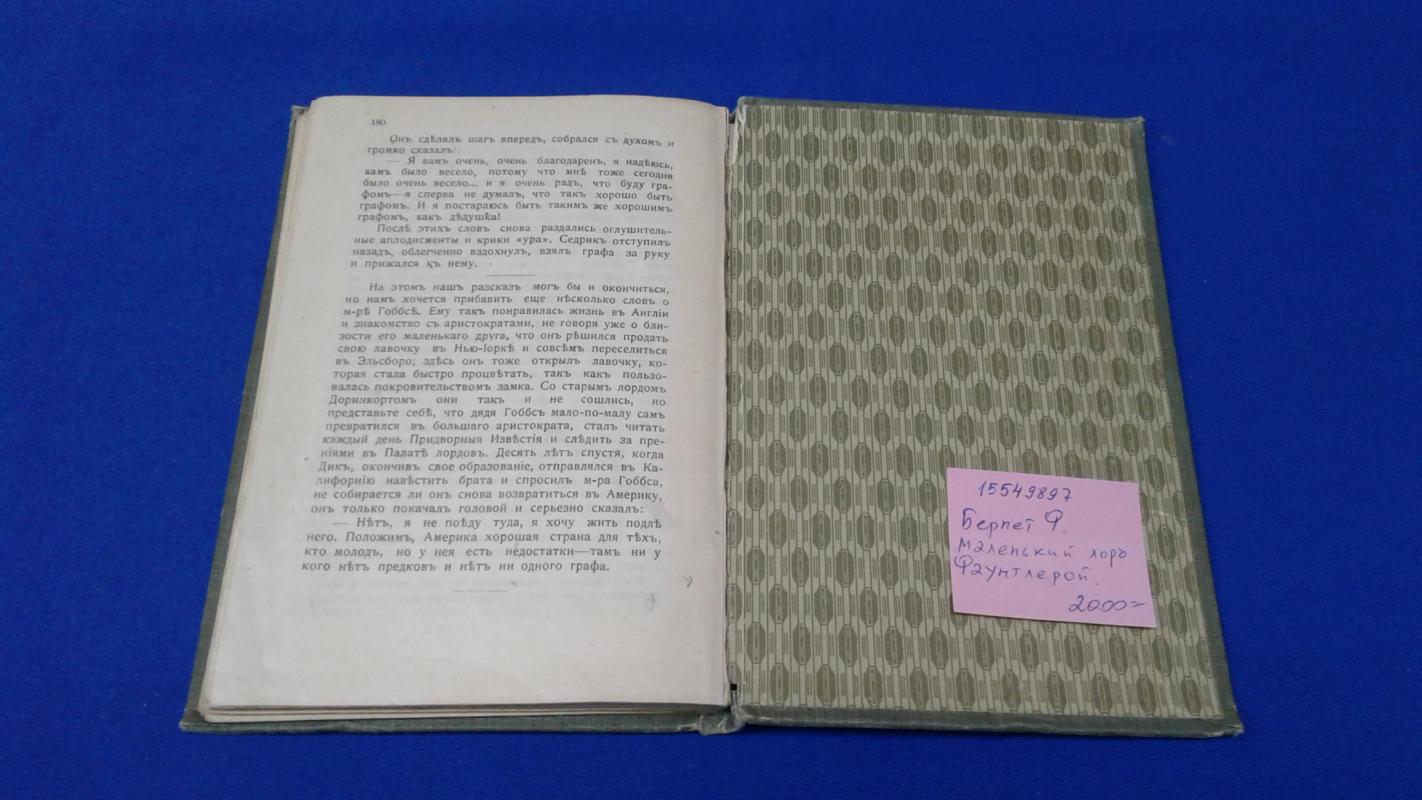 180
Онъ сдѣлалъ шагъ впередъ, собрался съ духомъ и
громко сказалъ:
— Я вамъ очень, очень благодаренъ, я надѣюсь,
вамъ было весело, потому что мнѣ тоже сегодня
было очень весело... и я очень радъ, что буду гра-
фомъ—я сперва не думалъ, что такъ хорошо быть
графомъ. И я постараюсь быть такимъ же хорошимъ
графомъ, какъ дѣдушка!
Послѣ этихъ словъ снова раздались оглушитель-
ные аплодисменты и крики «ура». Седрикъ отступилъ
назадъ, облегченно вздохнулъ, взялъ графа за руку
и прижался къ нему.
На этомъ нашъ разсказъ могъ бы и окончиться,
но намъ хочется прибавить еще нѣсколько словъ о
м-рѣ Гоббсѣ. Ему такъ понравилась жизнь въ Англіи
и знакомство съ аристократами, не говоря уже о бли-
зости его маленькаго друга, что онъ рѣшился продать
свою лавочку въ Нью-Іоркѣ и совсѣмъ переселиться
въ Эльсборо; здѣсь онъ тоже открылъ лавочку, ко-
торая стала быстро процвѣтать, такъ какъ пользо-
валась покровительствомъ замка. Со старымъ лордомъ
Доринкортомъ они такъ и не сошлись, но
представьте себѣ, что дядя Гоббсъ мало-по-малу самъ
превратился въ большаго аристократа, сталъ читать
каждый день Придворныя Извѣстія и слѣдить за пре-
ніями въ Палатѣ лордовъ. Десять лѣтъ спустя, когда
Дикъ, окончивъ свое образованіе, отправлялся въ Ка-
лифорнію навѣстить брата и спросилъ м-ра Гоббса,
не собирается ли онъ снова возвратиться въ Америку,
онъ только покачалъ головой и серьезно сказалъ:
— Нѣтъ, я не поѣду туда, я хочу жить подлѣ
него. Положимъ, Америка хорошая страна для тѣхъ,
кто молодъ, но у нея есть недостатки—тамъ ни у
кого нѣтъ предковъ и нѣтъ ни одного графа.
15549897
Бернет Ф.
Маленький лорд
Фаунтлерой.
2000=